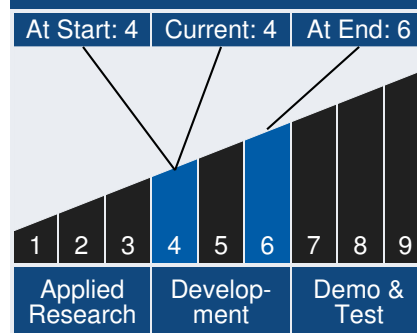 At Start: 4 Current: 4 At End: 6
1 2 3 4 5 6 7 8 9
Applied Develop- Demo &
Research ment Test